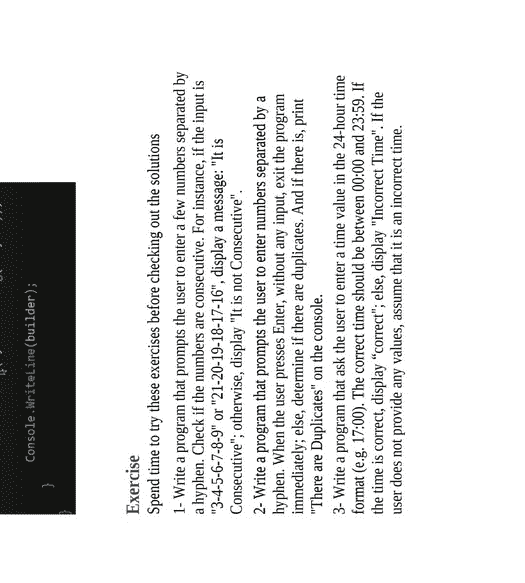 Console.WriteLine(builder);
}
}
Exercise
Spend time to try these exercises before checking out the solutions
1- Write a program that prompts the user to enter a few numbers separated by
a hyphen. Check if the numbers are consecutive. For instance, if the input is
"3-4-5-6-7-8-9" or "21-20-19-18-17-16", display a message: "It is
Consecutive"; otherwise, display "It is not Consecutive".
2- Write a program that prompts the user to enter numbers separated by a
hyphen. When the user presses Enter, without any input, exit the program
immediately; else, determine if there are duplicates. And if there is, print
"There are Duplicates" on the console.
3- Write a program that ask the user to enter a time value in the 24-hour time
format (e.g. 17:00). The correct time should be between 00:00 and 23:59. If
the time is correct, display “correct”; else, display "Incorrect Time". If the
user does not provide any values, assume that it is an incorrect time.